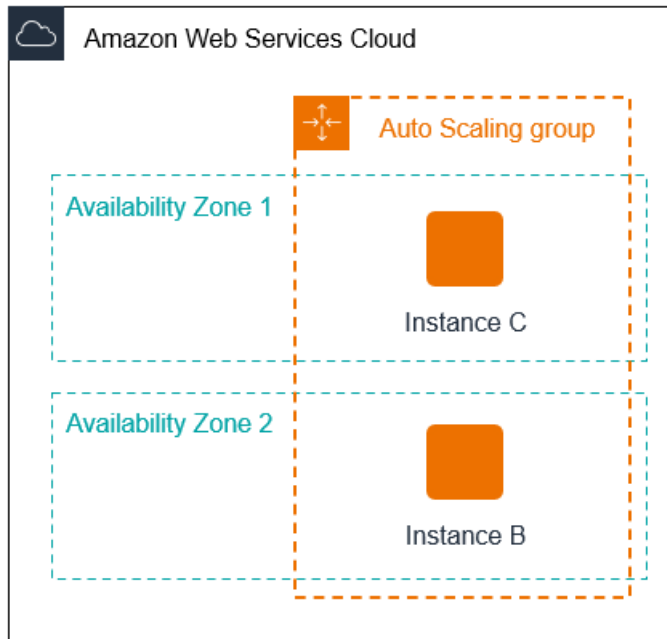 Amazon Web Services Cloud
Auto Scaling group
Availability Zone 1
Instance C
Availability Zone 2
Instance B